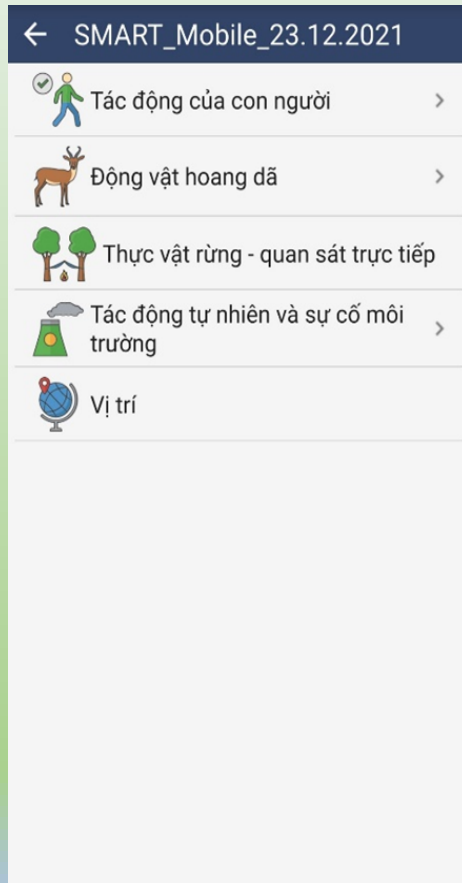 SMART_Mobile_23.12.2021
Tác động của con người
Động vật hoang dã
Thực vật rừng - quan sát trực tiếp
Tác động tự nhiên và sự cố môi
trường
Vị trí